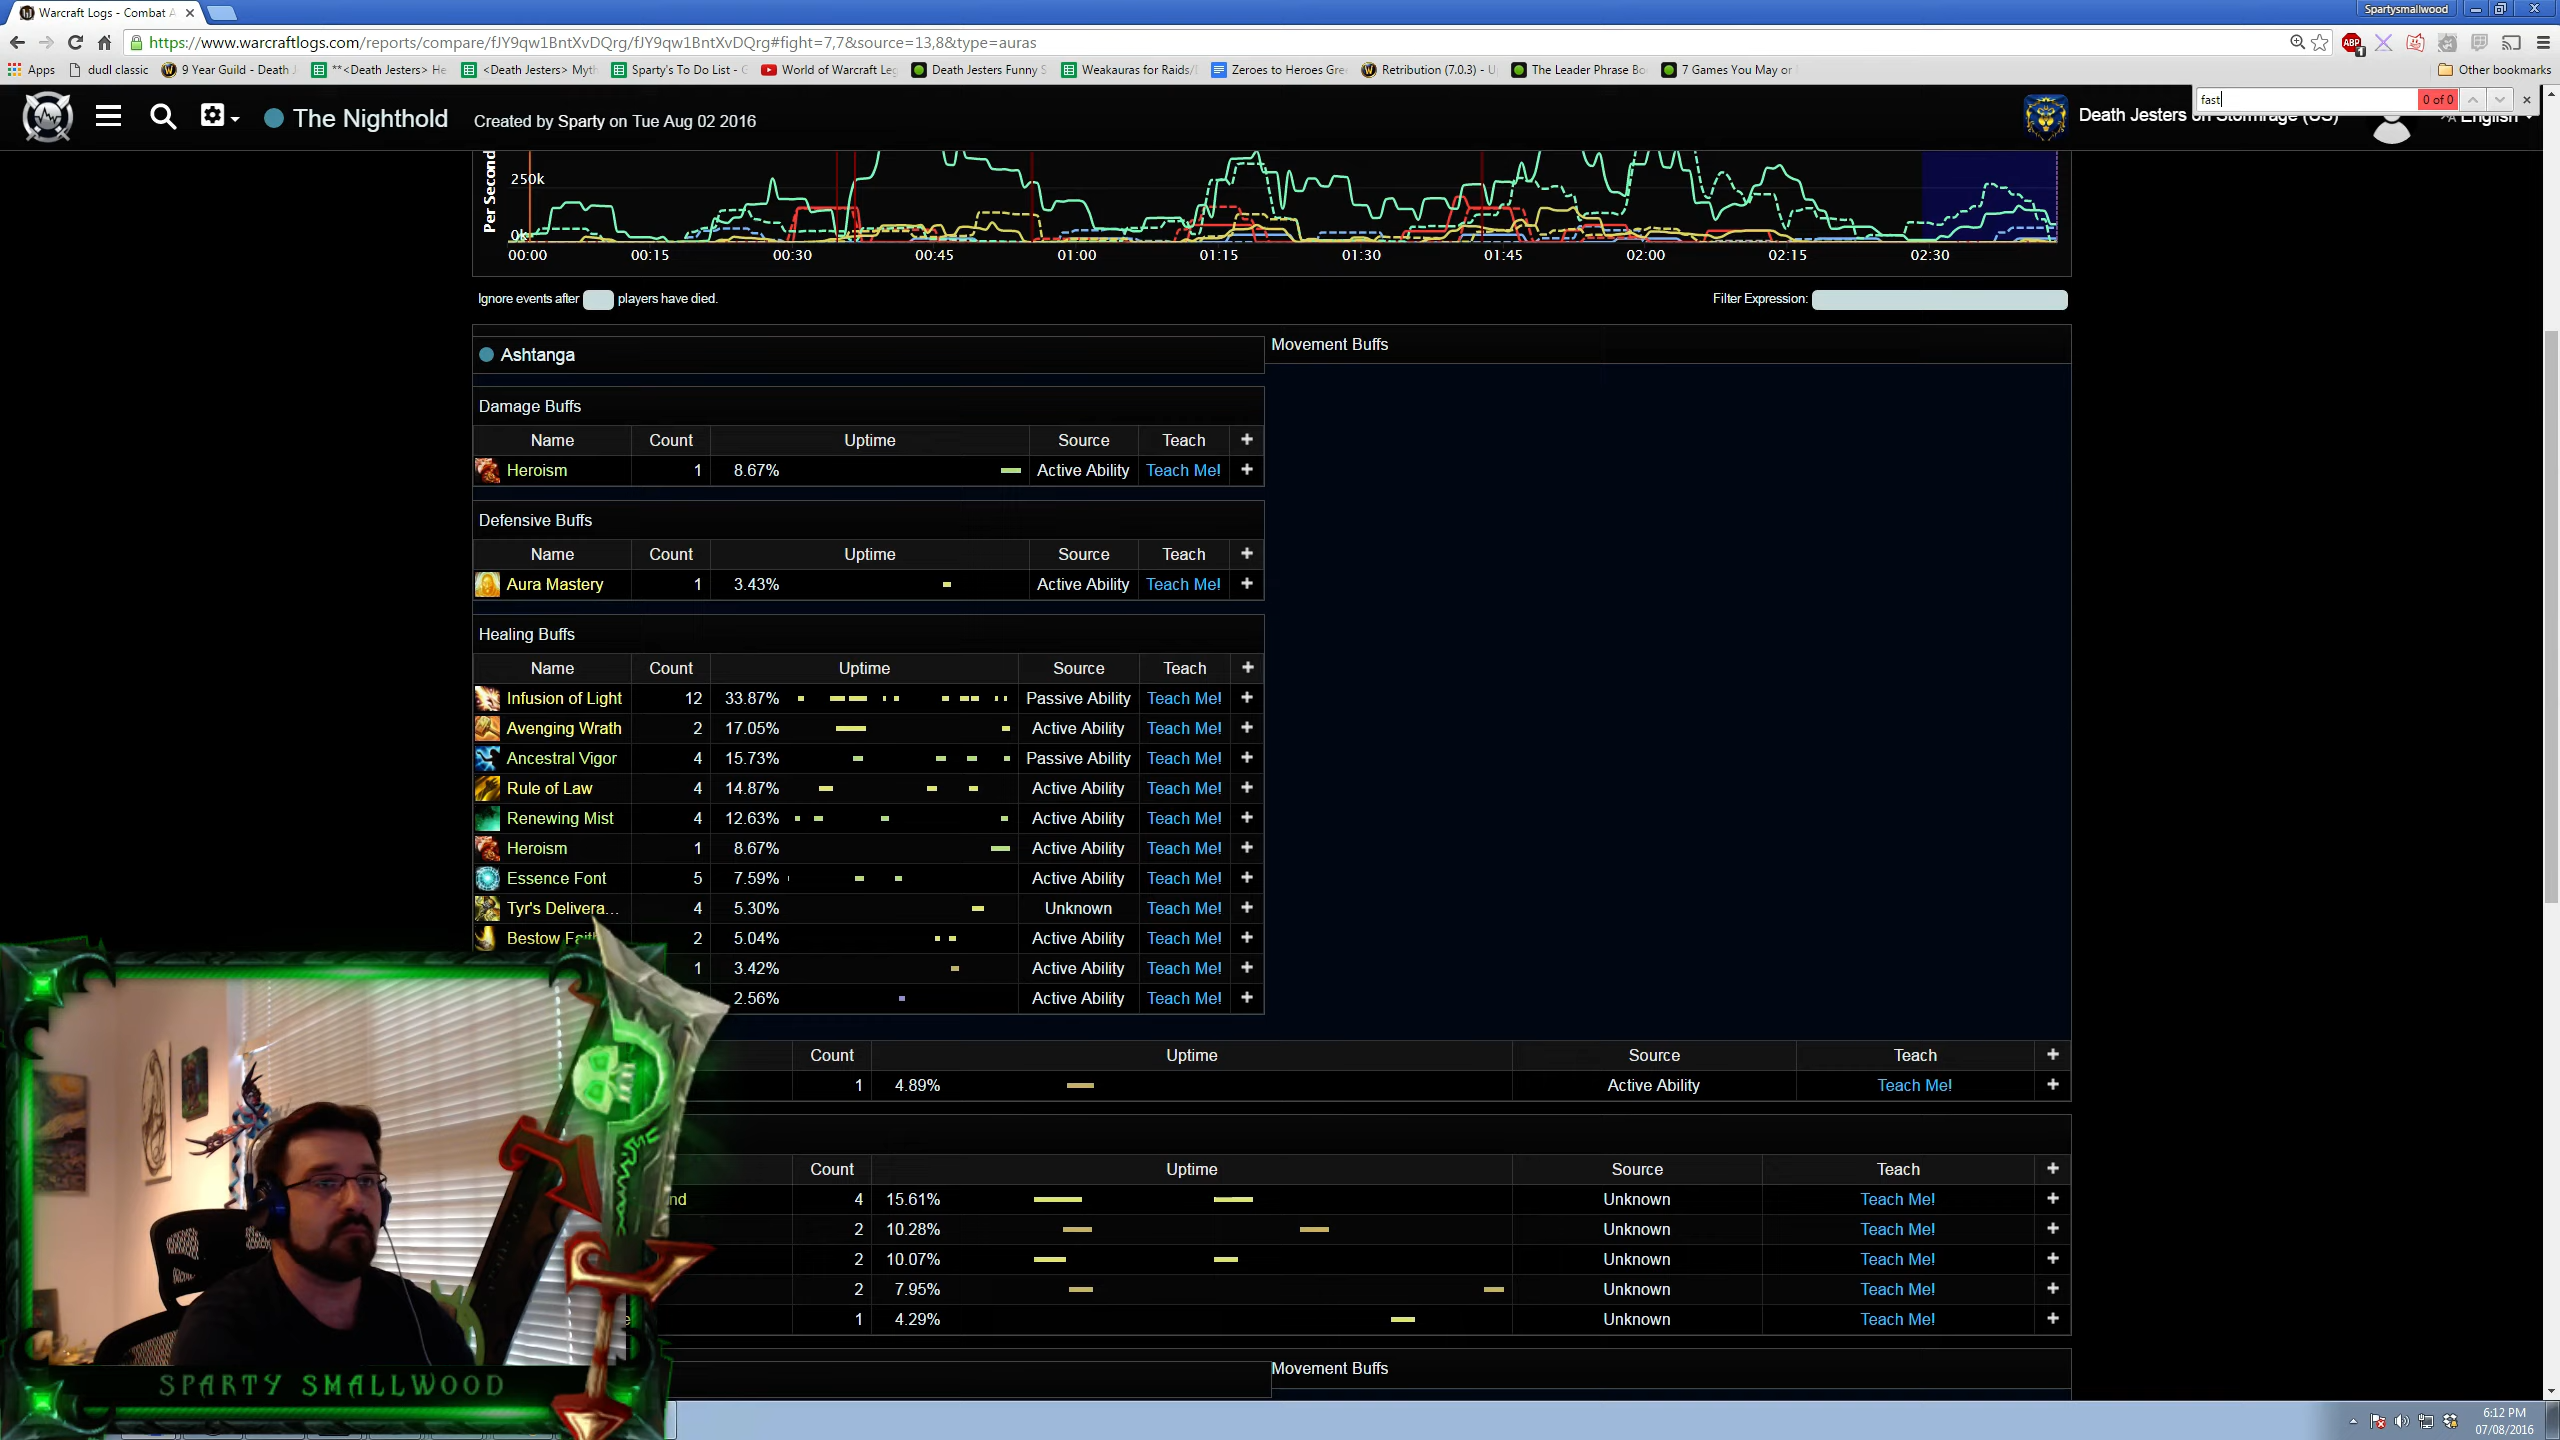 Warcraft Logs - Combat A
Spartysmallwood
https://www.warcraftlogs.com/reports/compare/fJY9qw1BntXvDQrg/fJY9qw1BntXvDQrg#fight=7,7&source=13,8&type=auras
Apps dudl classic 9 Year Guild - Death J **<Death Jesters> He <Death Jesters> Myth Sparty's To Do List - G World of Warcraft Leg Death Jesters Funny S Weakauras for Raids/ Zeroes to Heroes Gre Retribution (7.0.3) - U The Leader Phrase Bo 7 Games You May or Other bookmarks
fast 0 of 0
The Nighthold Created by Sparty on Tue Aug 02 2016 Death Jesters on Stormrage (US) English
Per Second
250k
0k
00:00 00:15 00:30 00:45 01:00 01:15 01:30 01:45 02:00 02:15 02:30
Ignore events after players have died. Filter Expression:
Ashtanga Movement Buffs
Damage Buffs
Name Count Uptime Source Teach +
Heroism 1 8.67% Active Ability Teach Me! +
Defensive Buffs
Name Count Uptime Source Teach +
Aura Mastery 1 3.43% Active Ability Teach Me! +
Healing Buffs
Name Count Uptime Source Teach +
Infusion of Light 12 33.87% Passive Ability Teach Me! +
Avenging Wrath 2 17.05% Active Ability Teach Me! +
Ancestral Vigor 4 15.73% Passive Ability Teach Me! +
Rule of Law 4 14.87% Active Ability Teach Me! +
Renewing Mist 4 12.63% Active Ability Teach Me! +
Heroism 1 8.67% Active Ability Teach Me! +
Essence Font 5 7.59% Active Ability Teach Me! +
Tyr's Delivera... 4 5.30% Unknown Teach Me! +
Bestow Faith 2 5.04% Active Ability Teach Me! +
1 3.42% Active Ability Teach Me! +
2.56% Active Ability Teach Me! +
Count Uptime Source Teach +
1 4.89% Active Ability Teach Me! +
Count Uptime Source Teach +
nd 4 15.61% Unknown Teach Me! +
2 10.28% Unknown Teach Me! +
2 10.07% Unknown Teach Me! +
2 7.95% Unknown Teach Me! +
e 1 4.29% Unknown Teach Me! +
Movement Buffs
SPARTY SMALLWOOD
6:12 PM
07/08/2016